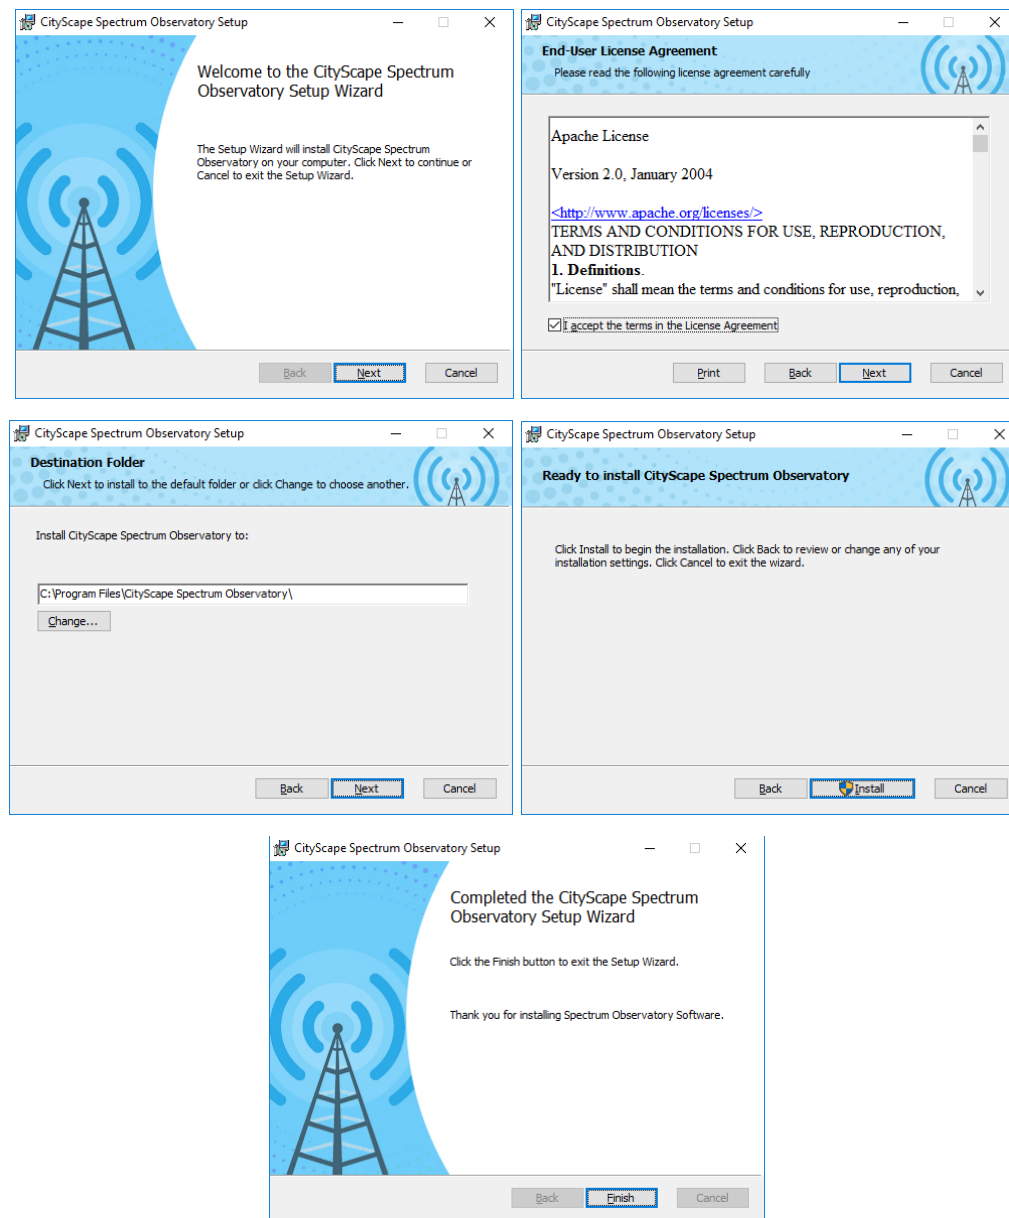 CityScape Spectrum Observatory Setup
Welcome to the CityScape Spectrum
Observatory Setup Wizard
The Setup Wizard will install CityScape Spectrum
Observatory on your computer. Click Next to continue or
Cancel to exit the Setup Wizard.
Back Next Cancel
CityScape Spectrum Observatory Setup
End-User License Agreement
Please read the following license agreement carefully
Apache License
Version 2.0, January 2004
<http://www.apache.org/licenses/>
TERMS AND CONDITIONS FOR USE, REPRODUCTION,
AND DISTRIBUTION
1. Definitions.
"License" shall mean the terms and conditions for use, reproduction,
I accept the terms in the License Agreement
Print Back Next Cancel
CityScape Spectrum Observatory Setup
Destination Folder
Click Next to install to the default folder or click Change to choose another.
Install CityScape Spectrum Observatory to:
C:\Program Files\CityScape Spectrum Observatory\
Change...
Back Next Cancel
CityScape Spectrum Observatory Setup
Ready to install CityScape Spectrum Observatory
Click Install to begin the installation. Click Back to review or change any of your
installation settings. Click Cancel to exit the wizard.
Back Install Cancel
CityScape Spectrum Observatory Setup
Completed the CityScape Spectrum
Observatory Setup Wizard
Click the Finish button to exit the Setup Wizard.
Thank you for installing Spectrum Observatory Software.
Back Finish Cancel